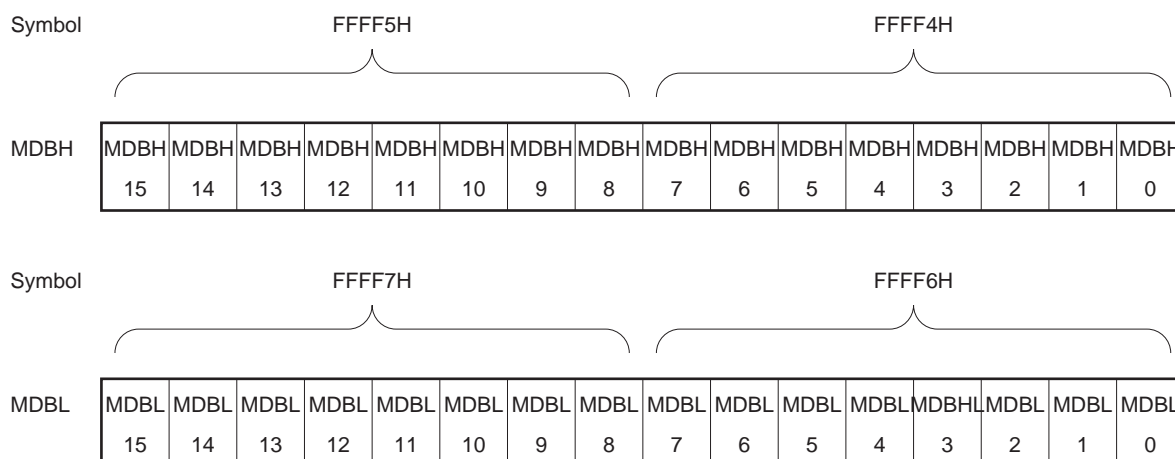 Symbol FFFF5H FFFF4H
MDBH MDBH MDBH MDBH MDBH MDBH MDBH MDBH MDBH MDBH MDBH MDBH MDBH MDBH MDBH MDBH MDBH
15 14 13 12 11 10 9 8 7 6 5 4 3 2 1 0
Symbol FFFF7H FFFF6H
MDBL MDBL MDBL MDBL MDBL MDBL MDBL MDBL MDBL MDBL MDBL MDBL MDBL MDBHL MDBL MDBL MDBL
15 14 13 12 11 10 9 8 7 6 5 4 3 2 1 0